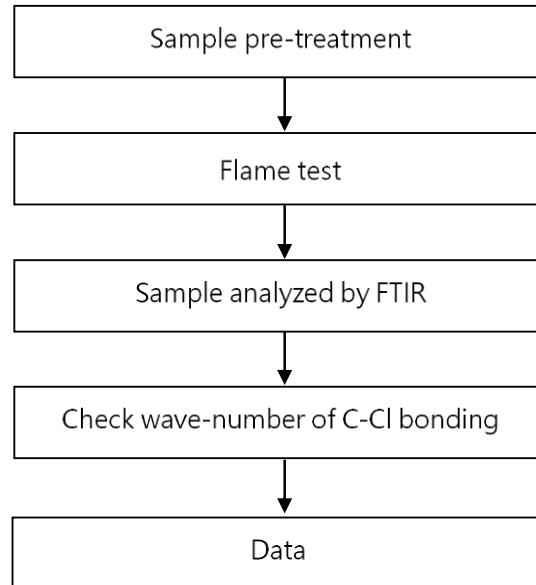 Sample pre-treatment
Flame test
Sample analyzed by FTIR
Check wave-number of C-Cl bonding
Data